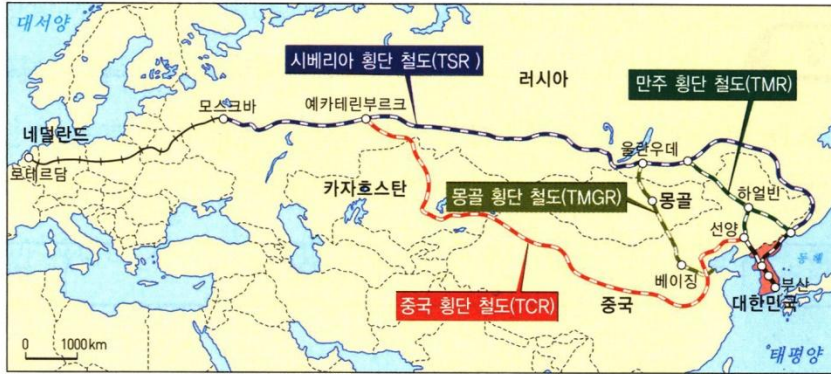 대서양
시베리아 횡단 철도(TSR)
러시아
만주 횡단 철도(TMR)
모스크바
예카테린부르크
네덜란드
로테르담
울란우데
카자흐스탄
몽골 횡단 철도(TMGR)
몽골
하얼빈
선양
동해
베이징
부산
중국 횡단 철도(TCR)
중국
대한민국
0 1000km
태평양